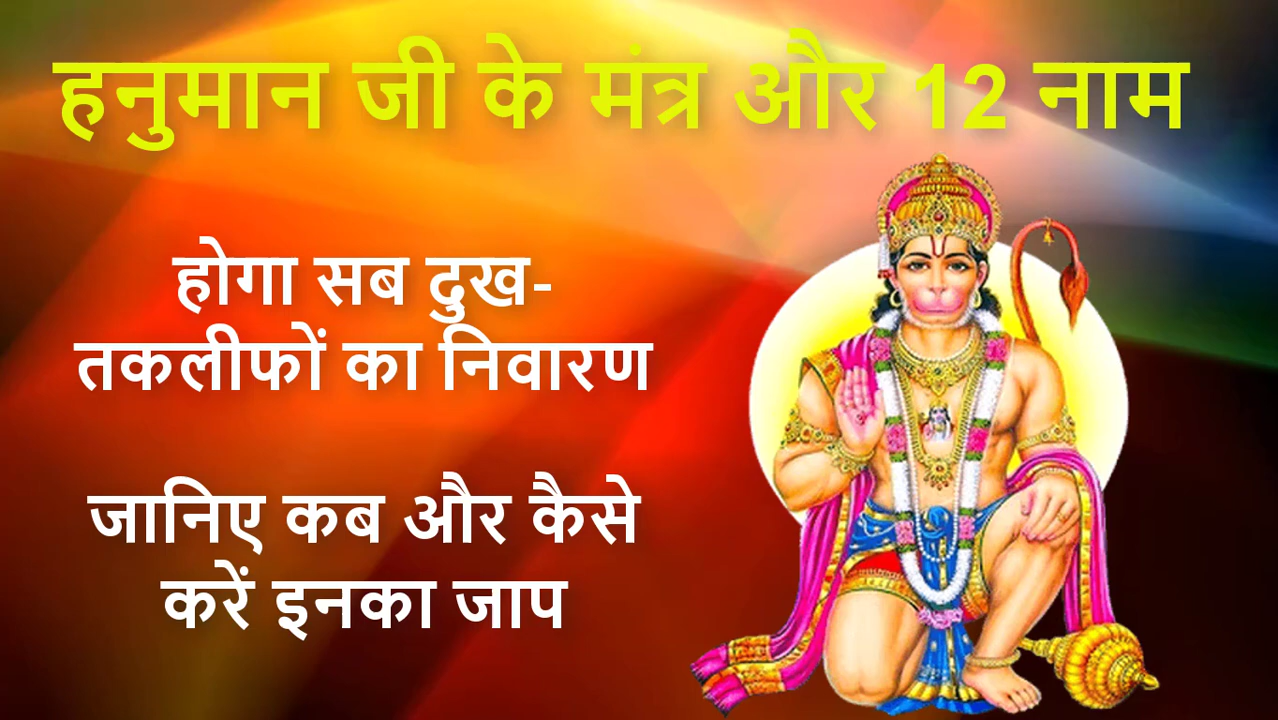 हनुमान जी के मंत्र और 12 नाम
होगा सब दुख-
तकलीफों का निवारण
जानिए कब और कैसे
करें इनका जाप